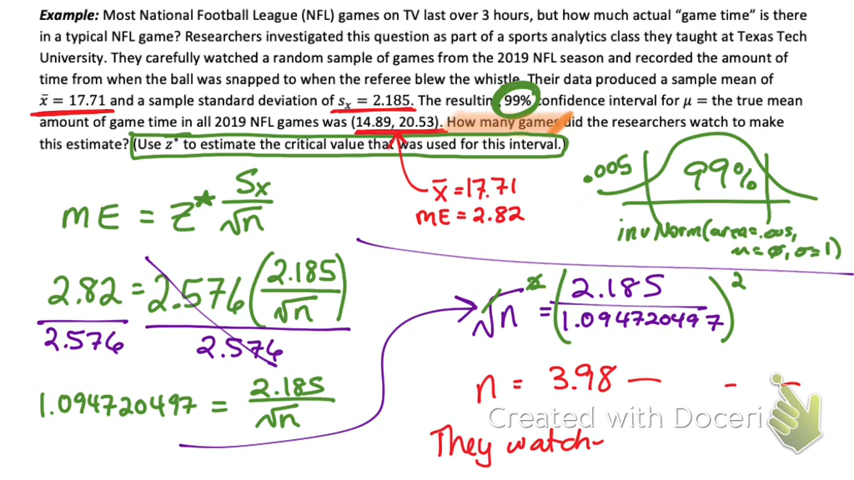 Example: Most National Football League (NFL) games on TV last over 3 hours, but how much actual “game time” is there
in a typical NFL game? Researchers investigated this question as part of a sports analytics class they taught at Texas Tech
University. They carefully watched a random sample of games from the 2019 NFL season and recorded the amount of
time from when the ball was snapped to when the referee blew the whistle. Their data produced a sample mean of
x̄ = 17.71 and a sample standard deviation of sₓ = 2.185. The resulting 99% confidence interval for μ = the true mean
amount of game time in all 2019 NFL games was (14.89, 20.53). How many games did the researchers watch to make
this estimate? (Use z* to estimate the critical value that was used for this interval.)
.005 99%
x̄ = 17.71
ME = 2.82
invNorm(area=.005,
μ=0, σ=1)
ME = z* Sx/√n
2.82/2.576 = 2.576 (2.185/√n)/2.576
1.094720497 = 2.185/√n
√n² = (2.185/1.094720497)²
n = 3.98
Created with Doceri
They watch